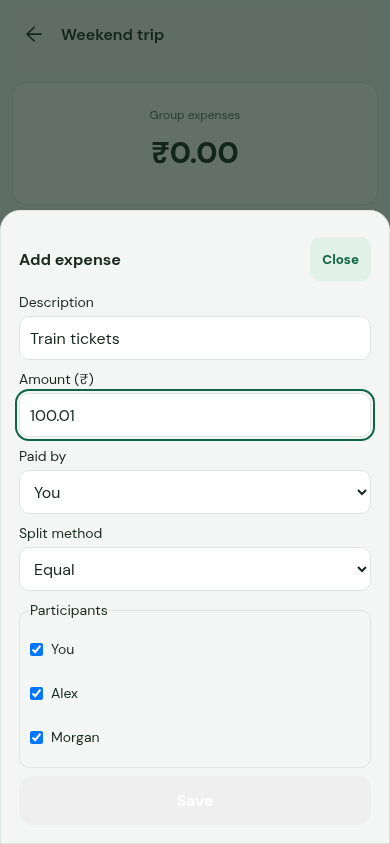 Weekend trip
Group expenses
₹0.00
Add expense
Close
Description
Train tickets
Amount (₹)
100.01
Paid by
You
Split method
Equal
Participants
You
Alex
Morgan
Save